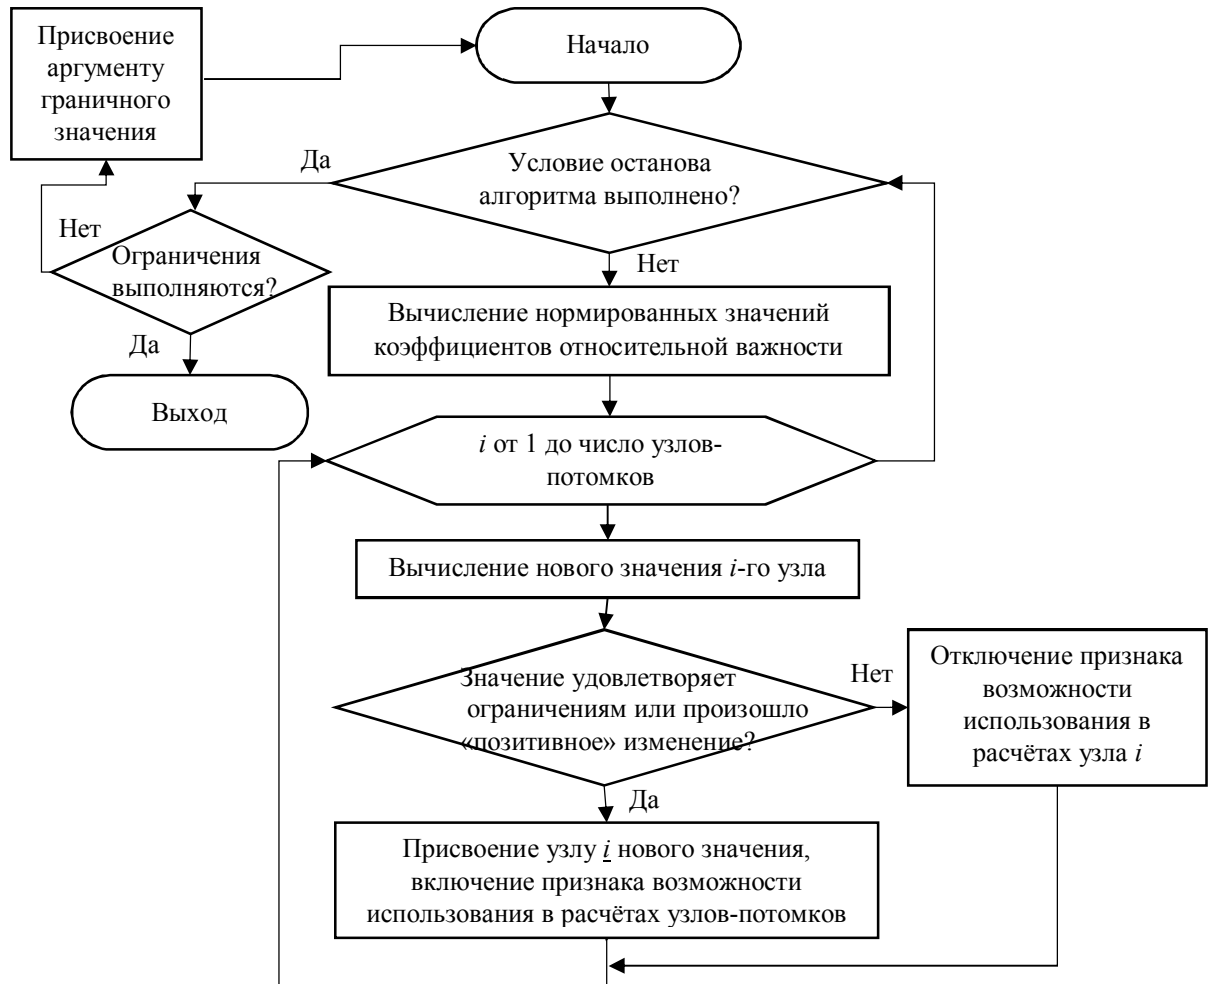 Присвоение
аргументу
граничного
значения
Начало
Да
Условие останова
алгоритма выполнено?
Нет
Ограничения
выполняются?
Нет
Да
Выход
Вычисление нормированных значений
коэффициентов относительной важности
i от 1 до число узлов-
потомков
Вычисление нового значения i-го узла
Значение удовлетворяет
ограничениям или произошло
«позитивное» изменение?
Нет
Отключение признака
возможности
использования в
расчётах узла i
Да
Присвоение узлу i нового значения,
включение признака возможности
использования в расчётах узлов-потомков